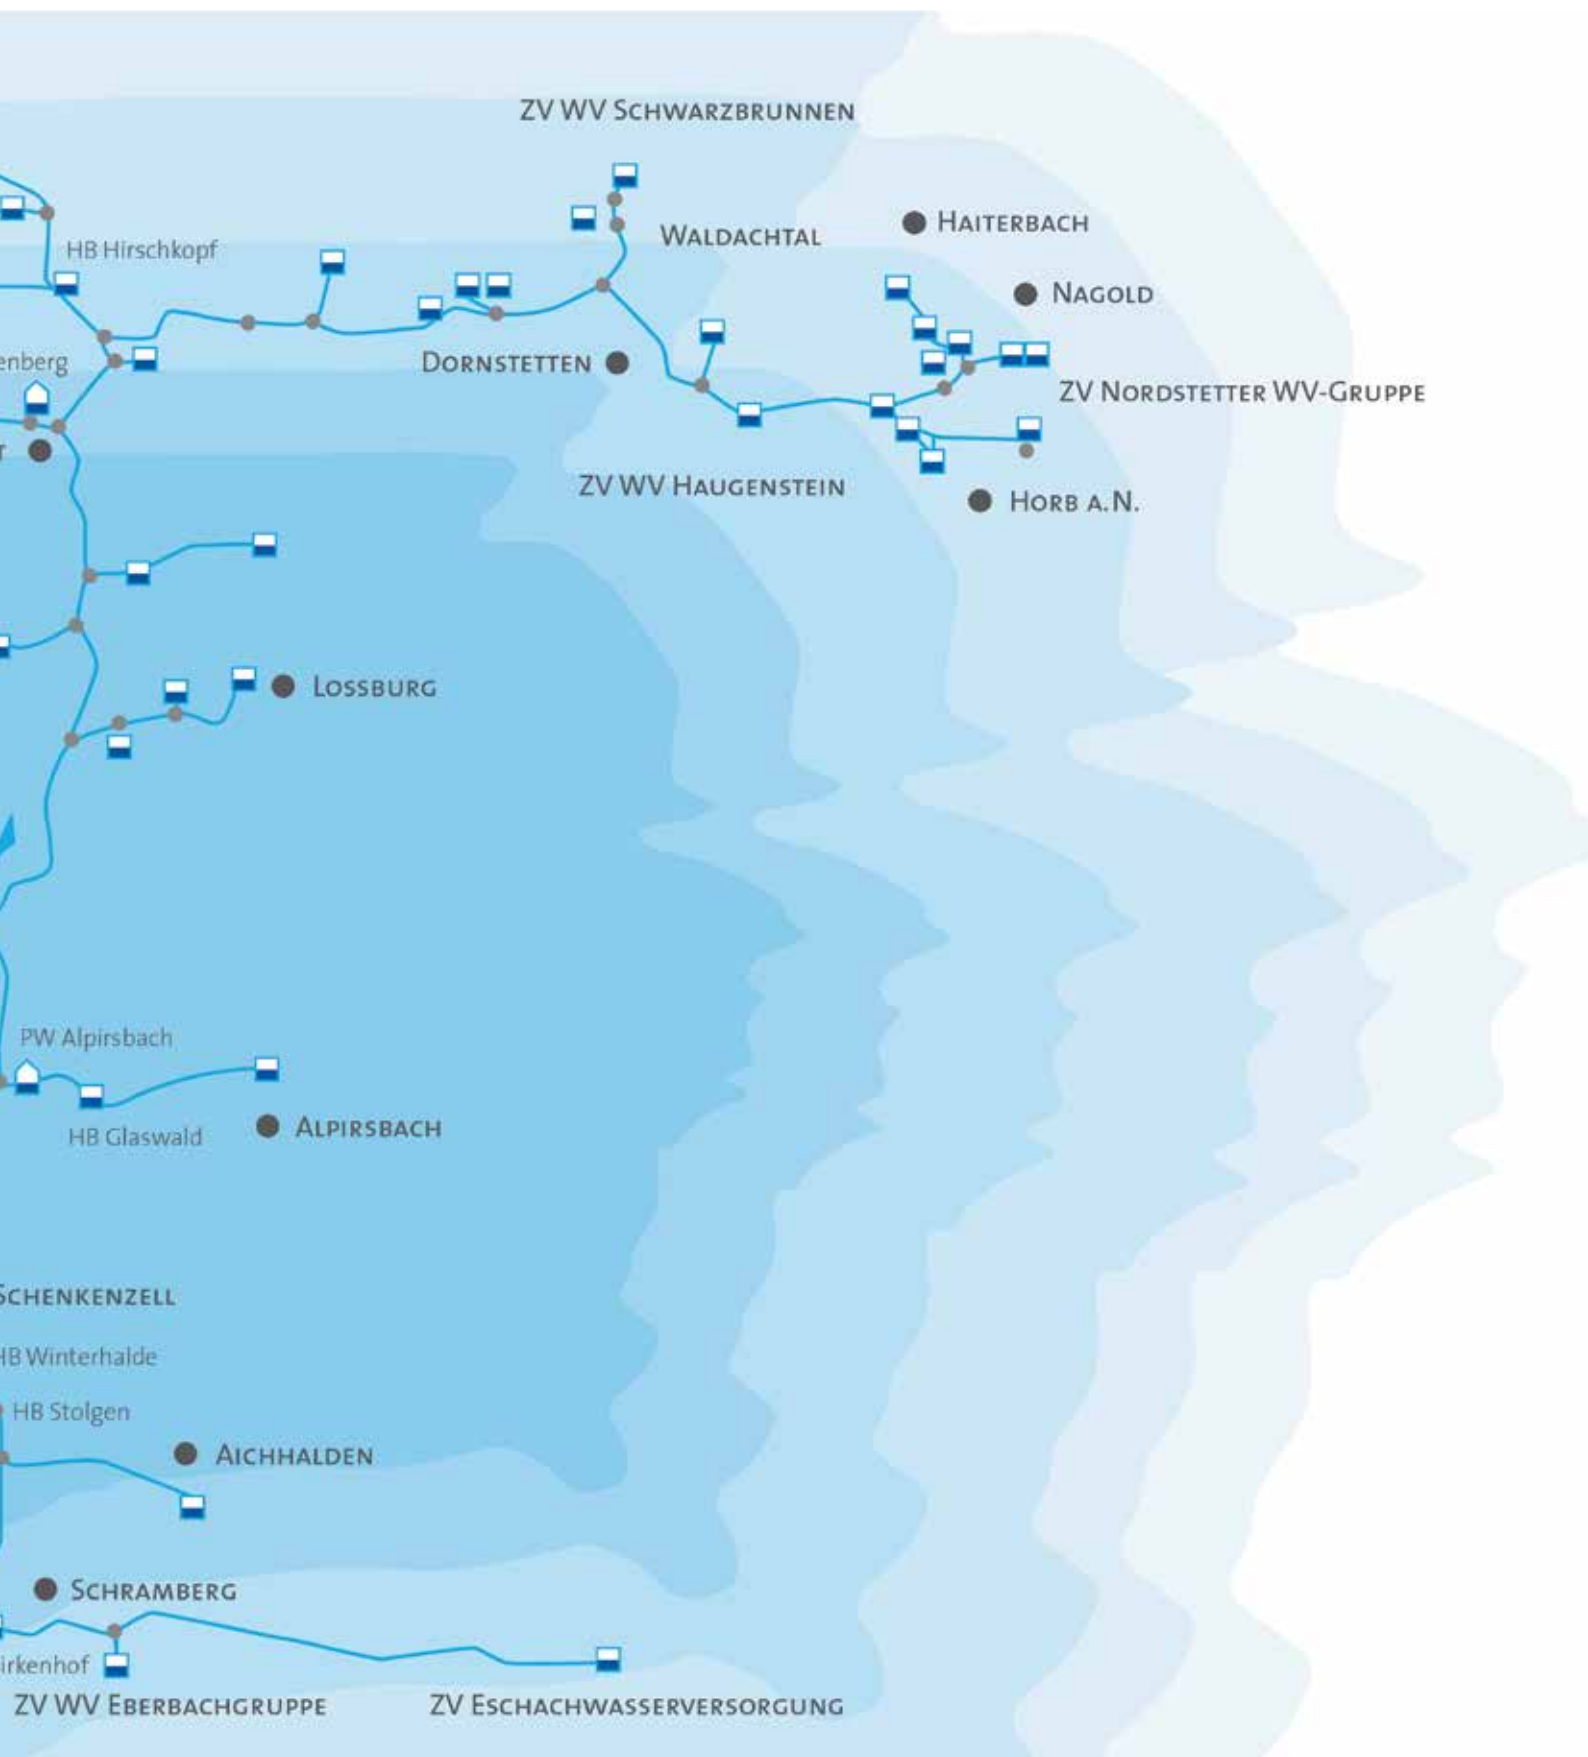 ZV WV SCHWARZBRUNNEN
WALDACHTAL
HAITERBACH
HB Hirschkopf
NAGOLD
enberg
DORNSTETTEN
ZV NORDSTETTER WV-GRUPPE
T
ZV WV HAUGENSTEIN
HORB A.N.
LOSSBURG
PW Alpirsbach
HB Glaswald
ALPIRSBACH
SCHENKENZELL
HB Winterhalde
HB Stolgen
AICHHALDEN
SCHRAMBERG
irkenhof
ZV WV EBERBACHGRUPPE
ZV ESCHACHWASSERVERSORGUNG